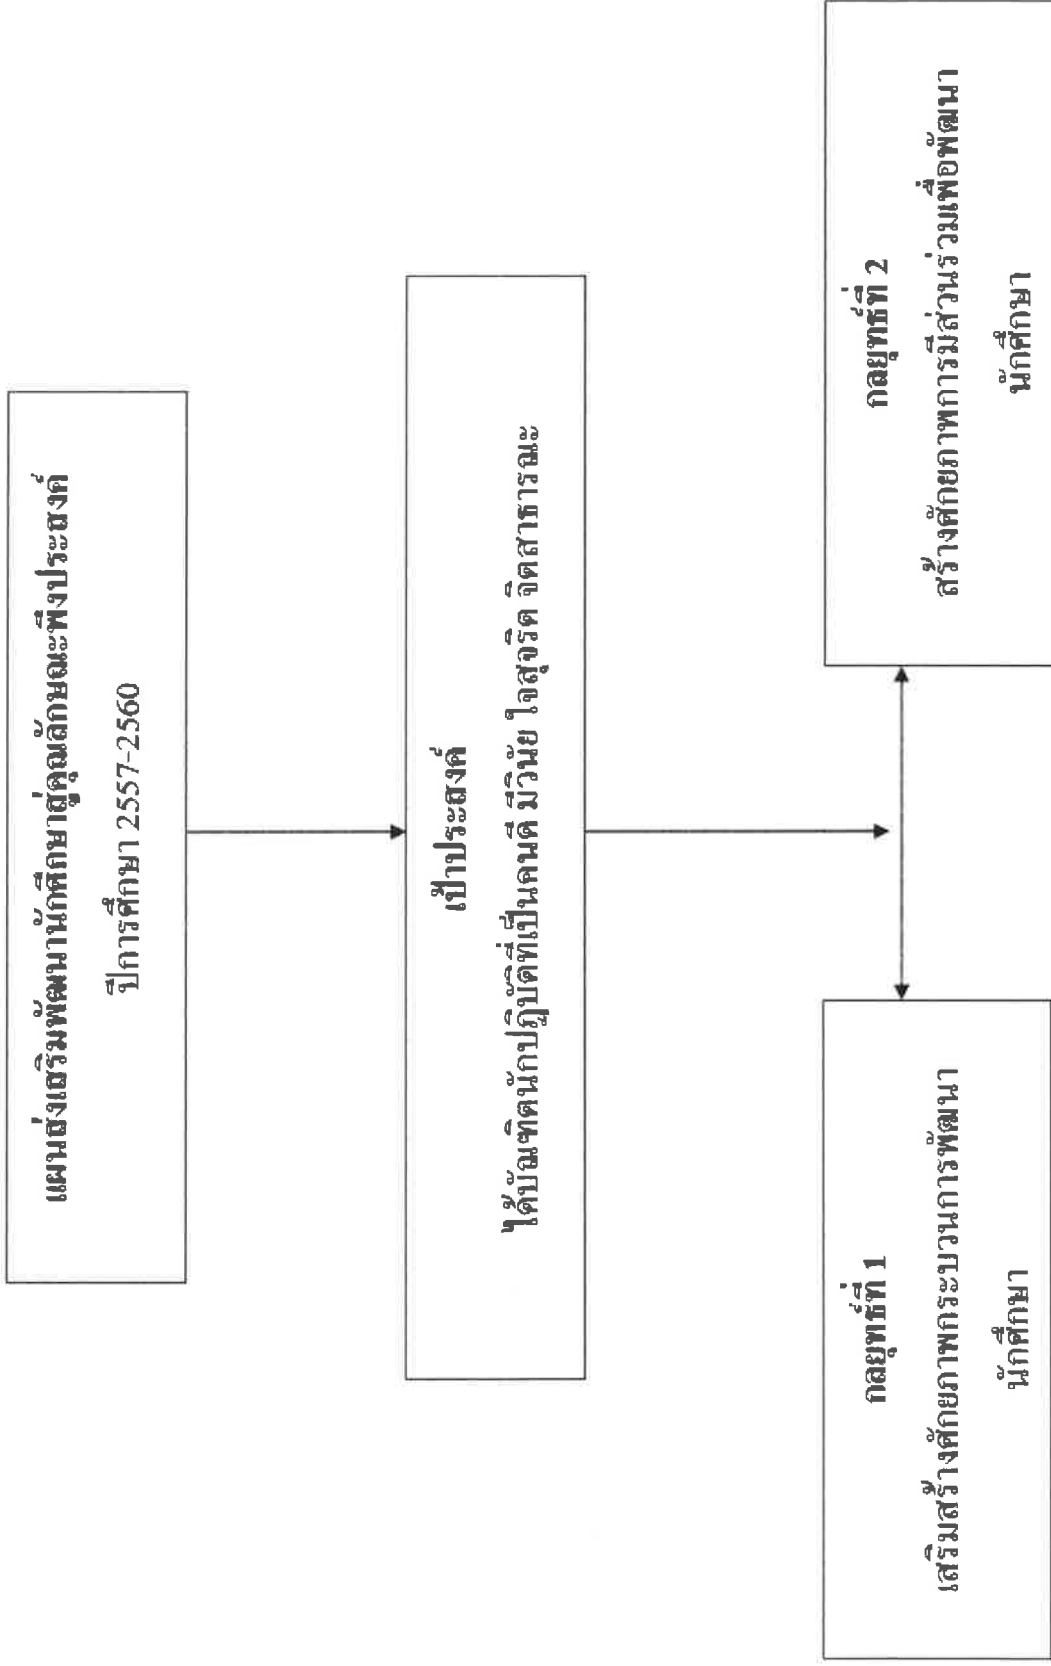 แผนส่งเสริมพัฒนานักศึกษาสู่คุณลักษณะพึงประสงค์
ปีการศึกษา 2557-2560
เป้าประสงค์
ได้บัณฑิตนักปฏิบัติที่เป็นคนดี มีวินัย ใจสุจริต จิตสาธารณะ
กลยุทธ์ที่ 1
เสริมสร้างศักยภาพกระบวนการพัฒนา
นักศึกษา
กลยุทธ์ที่ 2
สร้างศักยภาพการมีส่วนร่วมเพื่อพัฒนา
นักศึกษา